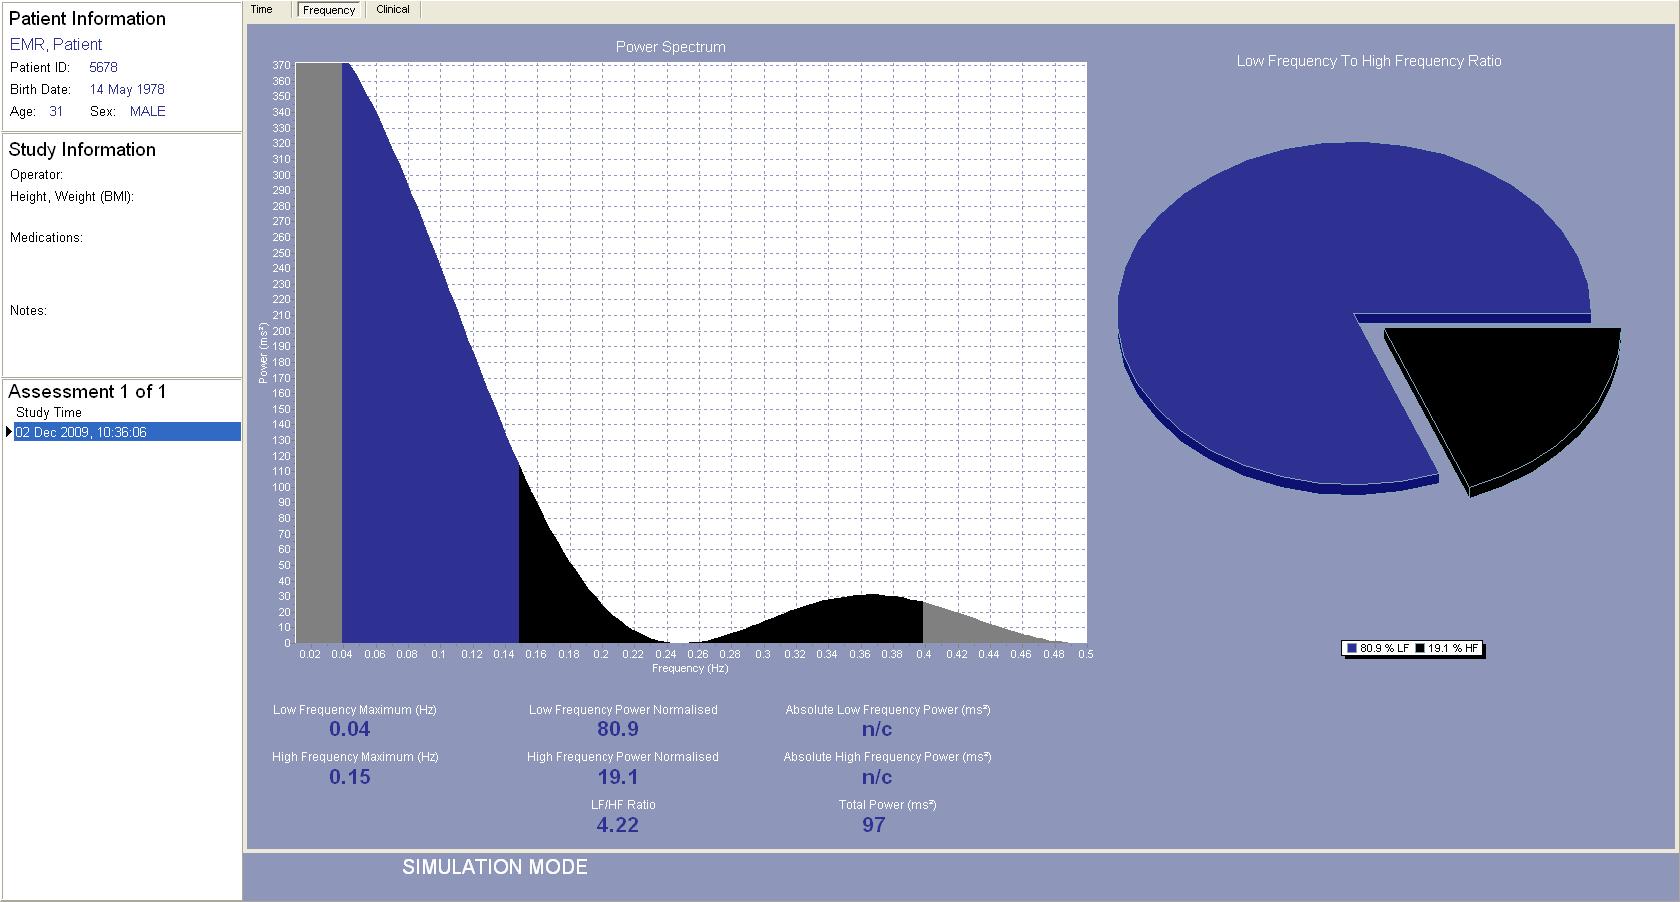 Patient Information
EMR, Patient
Patient ID: 5678
Birth Date: 14 May 1978
Age: 31 Sex: MALE
Study Information
Operator:
Height, Weight (BMI):
Medications:
Notes:
Assessment 1 of 1
Study Time
02 Dec 2009, 10:36:06
Time Frequency Clinical
Power Spectrum
370
360
350
340
330
320
310
300
290
280
270
260
250
240
230
220
210
200
190
180
170
160
150
140
130
120
110
100
90
80
70
60
50
40
30
20
10
0
Power (ms²)
0.02 0.04 0.06 0.08 0.1 0.12 0.14 0.16 0.18 0.2 0.22 0.24 0.26 0.28 0.3 0.32 0.34 0.36 0.38 0.4 0.42 0.44 0.46 0.48 0.5
Frequency (Hz)
Low Frequency To High Frequency Ratio
80.9 % LF 19.1 % HF
Low Frequency Maximum (Hz) Low Frequency Power Normalised Absolute Low Frequency Power (ms²)
0.04 80.9 n/c
High Frequency Maximum (Hz) High Frequency Power Normalised Absolute High Frequency Power (ms²)
0.15 19.1 n/c
LF/HF Ratio Total Power (ms²)
4.22 97
SIMULATION MODE